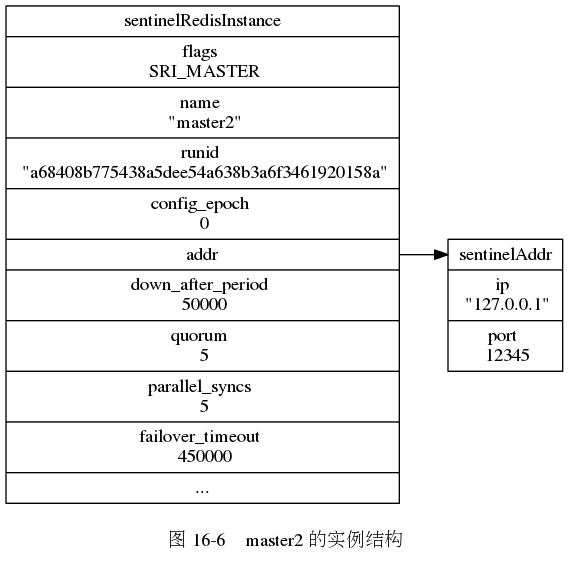 sentinelRedisInstance
flags
SRI_MASTER
name
"master2"
runid
"a68408b775438a5dee54a638b3a6f3461920158a"
config_epoch
0
addr
down_after_period
50000
quorum
5
parallel_syncs
5
failover_timeout
450000
...
sentinelAddr
ip
"127.0.0.1"
port
12345
图 16-6 master2 的实例结构